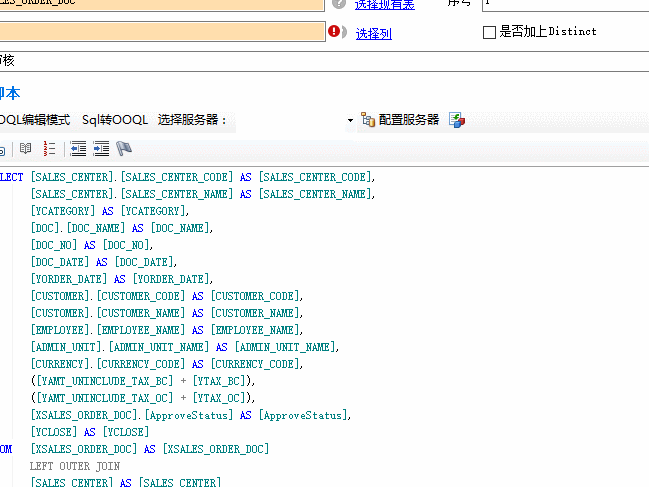 ALES_ORDER_DOC 选择现有表 序号 1
选择列 是否加上Distinct
审核
脚本
OQL编辑模式 Sql转OOQL 选择服务器： 配置服务器
LECT [SALES_CENTER].[SALES_CENTER_CODE] AS [SALES_CENTER_CODE],
[SALES_CENTER].[SALES_CENTER_NAME] AS [SALES_CENTER_NAME],
[YCATEGORY] AS [YCATEGORY],
[DOC].[DOC_NAME] AS [DOC_NAME],
[DOC_NO] AS [DOC_NO],
[DOC_DATE] AS [DOC_DATE],
[YORDER_DATE] AS [YORDER_DATE],
[CUSTOMER].[CUSTOMER_CODE] AS [CUSTOMER_CODE],
[CUSTOMER].[CUSTOMER_NAME] AS [CUSTOMER_NAME],
[EMPLOYEE].[EMPLOYEE_NAME] AS [EMPLOYEE_NAME],
[ADMIN_UNIT].[ADMIN_UNIT_NAME] AS [ADMIN_UNIT_NAME],
[CURRENCY].[CURRENCY_CODE] AS [CURRENCY_CODE],
([YAMT_UNINCLUDE_TAX_BC] + [YTAX_BC]),
([YAMT_UNINCLUDE_TAX_OC] + [YTAX_OC]),
[XSALES_ORDER_DOC].[ApproveStatus] AS [ApproveStatus],
[YCLOSE] AS [YCLOSE]
OM [XSALES_ORDER_DOC] AS [XSALES_ORDER_DOC]
LEFT OUTER JOIN
[SALES_CENTER] AS [SALES_CENTER]